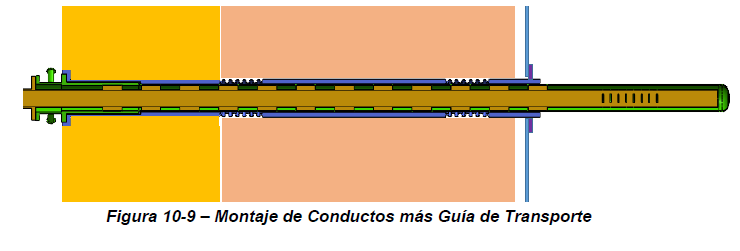 Figura 10-9 – Montaje de Conductos más Guía de Transporte